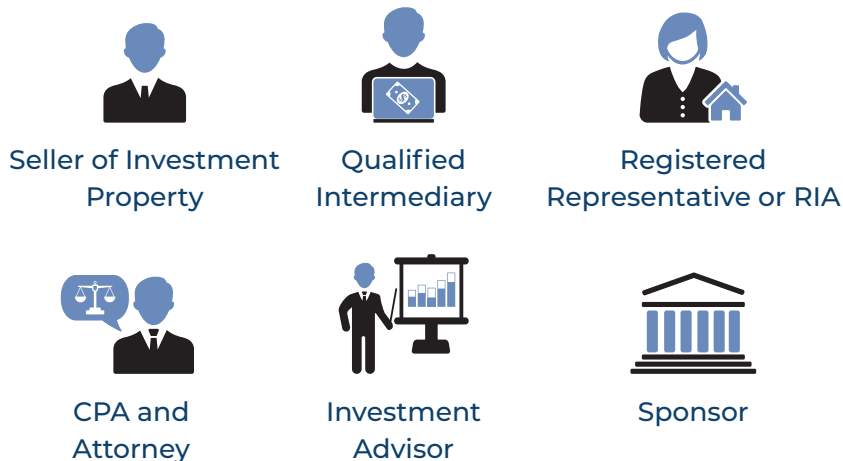 Seller of Investment
Property
Qualified
Intermediary
Registered
Representative or RIA
CPA and
Attorney
Investment
Advisor
Sponsor